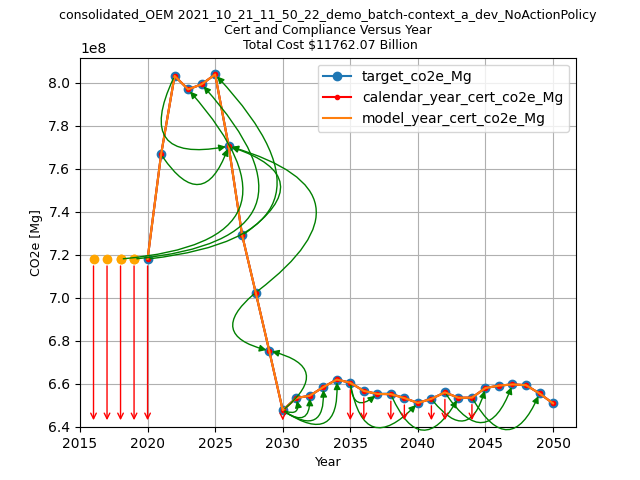 consolidated_OEM 2021_10_21_11_50_22_demo_batch-context_a_dev_NoActionPolicy
Cert and Compliance Versus Year
Total Cost $11762.07 Billion
1e8
8.0
7.8
7.6
7.4
7.2
7.0
6.8
6.6
6.4
CO2e [Mg]
target_co2e_Mg
calendar_year_cert_co2e_Mg
model_year_cert_co2e_Mg
2015 2020 2025 2030 2035 2040 2045 2050
Year